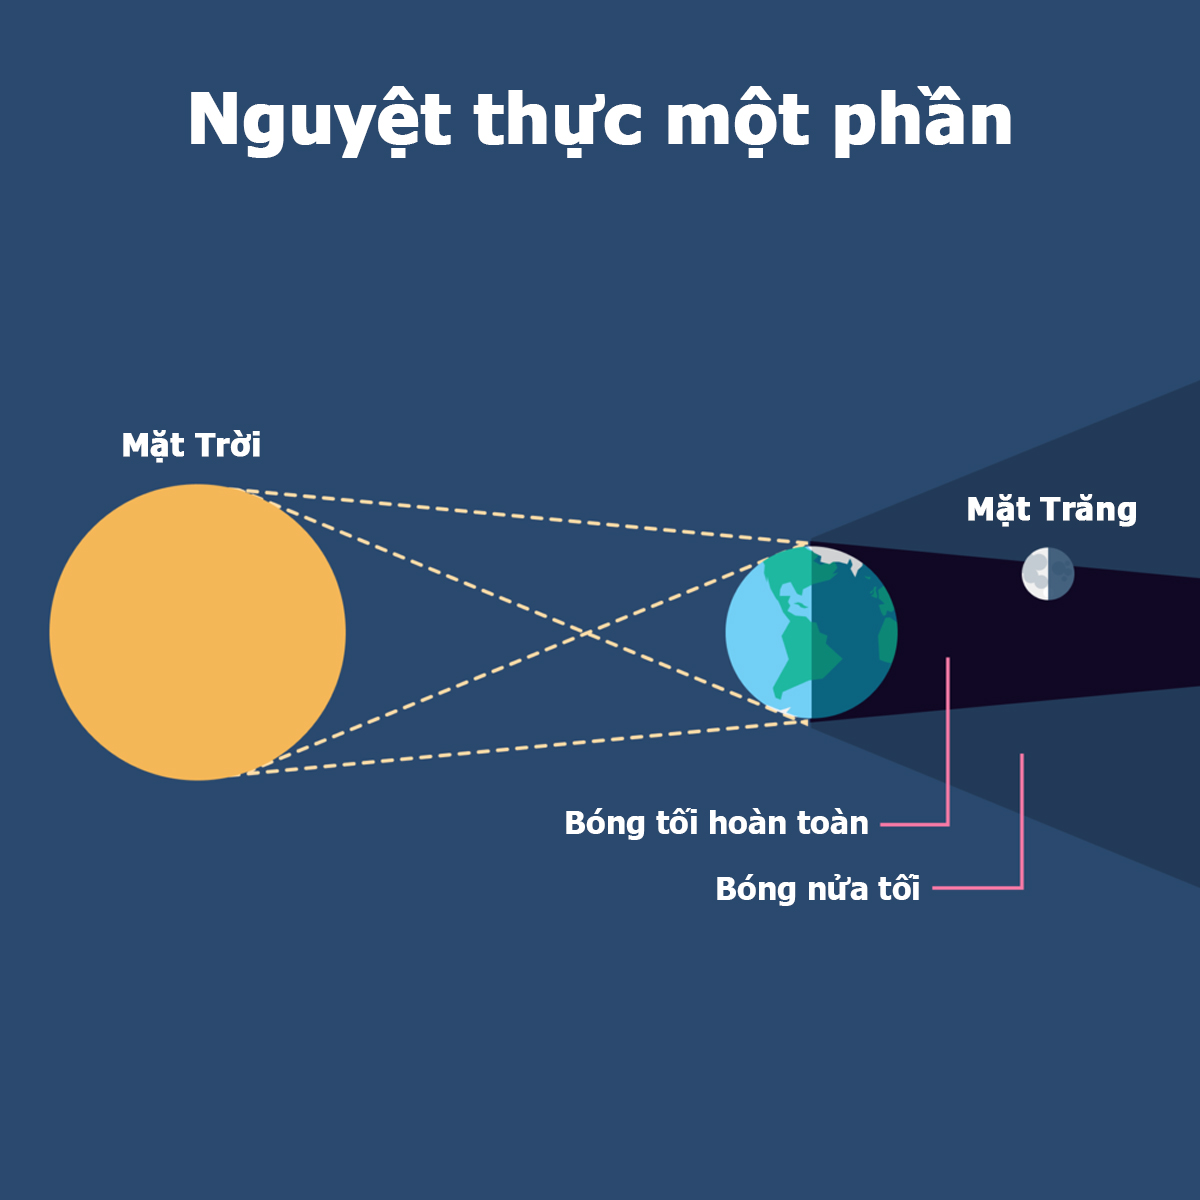 Nguyệt thực một phần
Mặt Trời
Mặt Trăng
Bóng tối hoàn toàn
Bóng nửa tối